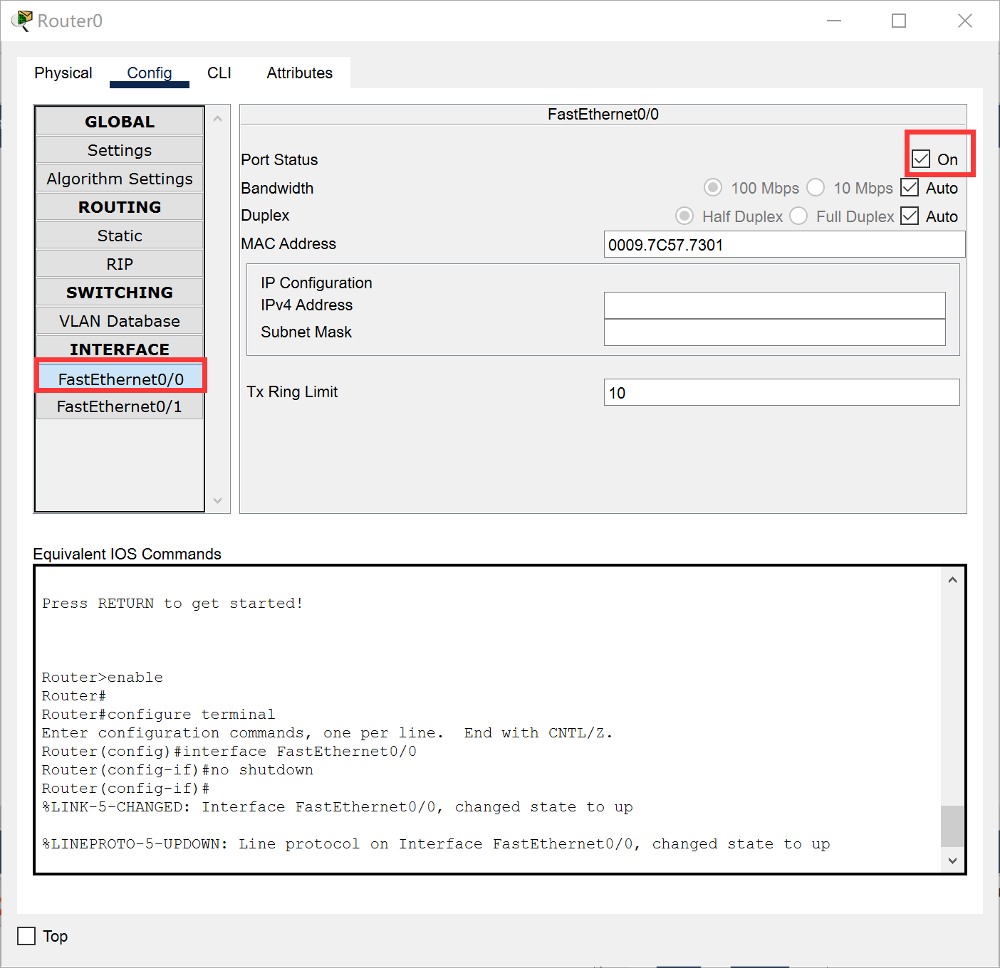 Router0
Physical Config CLI Attributes
GLOBAL
Settings
Algorithm Settings
ROUTING
Static
RIP
SWITCHING
VLAN Database
INTERFACE
FastEthernet0/0
FastEthernet0/1
FastEthernet0/0
Port Status On
Bandwidth 100 Mbps 10 Mbps Auto
Duplex Half Duplex Full Duplex Auto
MAC Address 0009.7C57.7301
IP Configuration
IPv4 Address
Subnet Mask
Tx Ring Limit 10
Equivalent IOS Commands
Press RETURN to get started!
Router>enable
Router#
Router#configure terminal
Enter configuration commands, one per line.  End with CNTL/Z.
Router(config)#interface FastEthernet0/0
Router(config-if)#no shutdown
Router(config-if)#
%LINK-5-CHANGED: Interface FastEthernet0/0, changed state to up
%LINEPROTO-5-UPDOWN: Line protocol on Interface FastEthernet0/0, changed state to up
Top